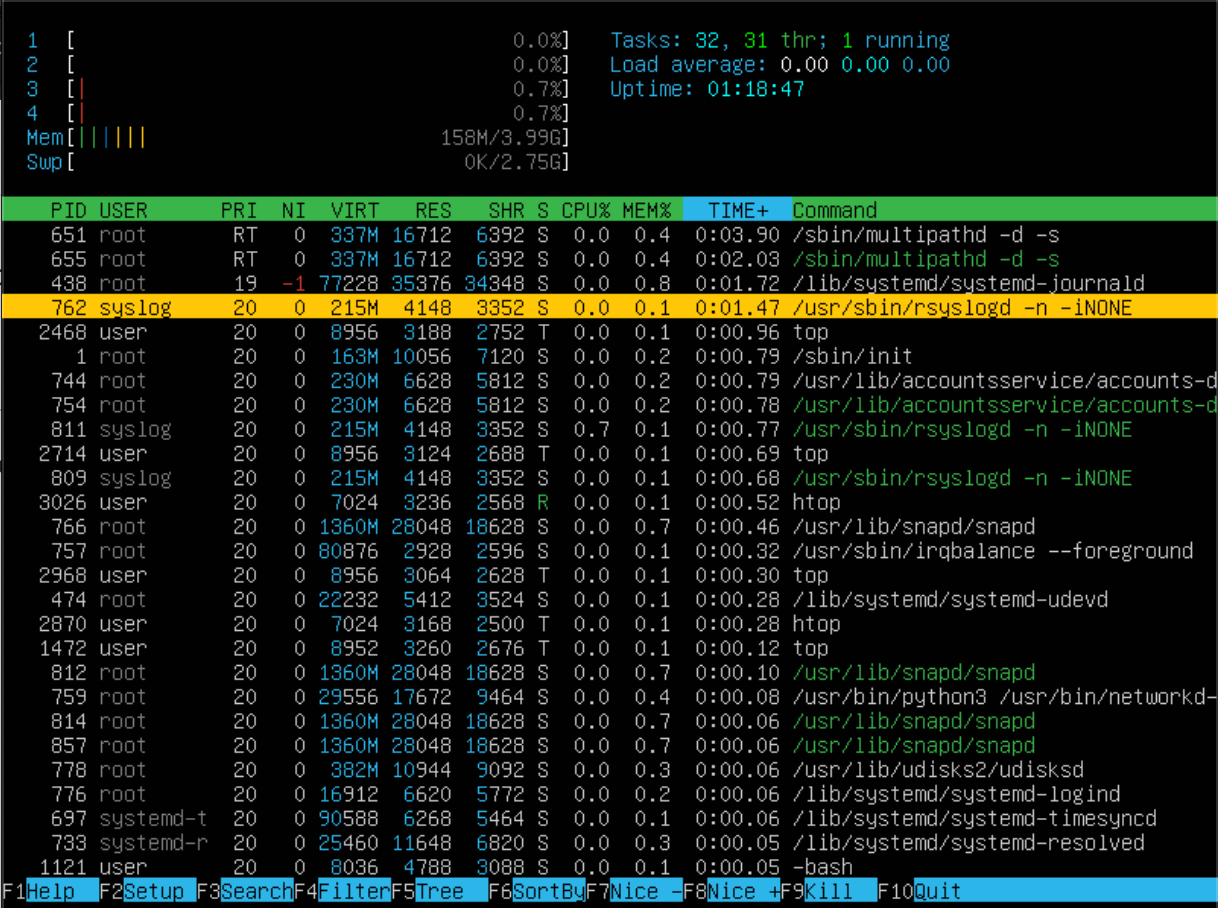 1 [ 0.0%] Tasks: 32, 31 thr; 1 running
2 [ 0.0%] Load average: 0.00 0.00 0.00
3 [| 0.7%] Uptime: 01:18:47
4 [| 0.7%]
Mem[|||||| 158M/3.99G]
Swp[ 0K/2.75G]
PID USER PRI NI VIRT RES SHR S CPU% MEM% TIME+ Command
651 root RT 0 337M 16712 6392 S 0.0 0.4 0:03.90 /sbin/multipathd -d -s
655 root RT 0 337M 16712 6392 S 0.0 0.4 0:02.03 /sbin/multipathd -d -s
438 root 19 -1 77228 35376 34348 S 0.0 0.8 0:01.72 /lib/systemd/systemd-journald
762 syslog 20 0 215M 4148 3352 S 0.0 0.1 0:01.47 /usr/sbin/rsyslogd -n -iNONE
2468 user 20 0 8956 3188 2752 T 0.0 0.1 0:00.96 top
1 root 20 0 163M 10056 7120 S 0.0 0.2 0:00.79 /sbin/init
744 root 20 0 230M 6628 5812 S 0.0 0.2 0:00.79 /usr/lib/accountsservice/accounts-d
754 root 20 0 230M 6628 5812 S 0.0 0.2 0:00.78 /usr/lib/accountsservice/accounts-d
811 syslog 20 0 215M 4148 3352 S 0.7 0.1 0:00.77 /usr/sbin/rsyslogd -n -iNONE
2714 user 20 0 8956 3124 2688 T 0.0 0.1 0:00.69 top
809 syslog 20 0 215M 4148 3352 S 0.0 0.1 0:00.68 /usr/sbin/rsyslogd -n -iNONE
3026 user 20 0 7024 3236 2568 R 0.0 0.1 0:00.52 htop
766 root 20 0 1360M 28048 18628 S 0.0 0.7 0:00.46 /usr/lib/snapd/snapd
757 root 20 0 80876 2928 2596 S 0.0 0.1 0:00.32 /usr/sbin/irqbalance --foreground
2968 user 20 0 8956 3064 2628 T 0.0 0.1 0:00.30 top
474 root 20 0 22232 5412 3524 S 0.0 0.1 0:00.28 /lib/systemd/systemd-udevd
2870 user 20 0 7024 3168 2500 T 0.0 0.1 0:00.28 htop
1472 user 20 0 8952 3260 2676 T 0.0 0.1 0:00.12 top
812 root 20 0 1360M 28048 18628 S 0.0 0.7 0:00.10 /usr/lib/snapd/snapd
759 root 20 0 29556 17672 9464 S 0.0 0.4 0:00.08 /usr/bin/python3 /usr/bin/networkd-
814 root 20 0 1360M 28048 18628 S 0.0 0.7 0:00.06 /usr/lib/snapd/snapd
857 root 20 0 1360M 28048 18628 S 0.0 0.7 0:00.06 /usr/lib/snapd/snapd
778 root 20 0 382M 10944 9092 S 0.0 0.3 0:00.06 /usr/lib/udisks2/udisksd
776 root 20 0 16912 6620 5772 S 0.0 0.2 0:00.06 /lib/systemd/systemd-logind
697 systemd-t 20 0 90588 6268 5464 S 0.0 0.1 0:00.06 /lib/systemd/systemd-timesyncd
733 systemd-r 20 0 25460 11648 6820 S 0.0 0.3 0:00.05 /lib/systemd/systemd-resolved
1121 user 20 0 8036 4788 3088 S 0.0 0.1 0:00.05 -bash
F1Help F2Setup F3SearchF4FilterF5Tree F6SortByF7Nice -F8Nice +F9Kill F10Quit